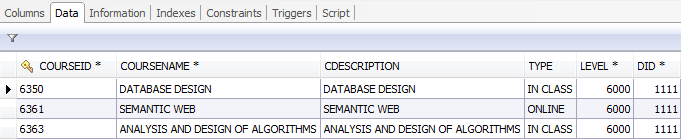 Columns Data Information Indexes Constraints Triggers Script
COURSEID * COURSENAME * CDESCRIPTION TYPE LEVEL * DID *
6350 DATABASE DESIGN DATABASE DESIGN IN CLASS 6000 1111
6361 SEMANTIC WEB SEMANTIC WEB ONLINE 6000 1111
6363 ANALYSIS AND DESIGN OF ALGORITHMS ANALYSIS AND DESIGN OF ALGORITHMS IN CLASS 6000 1111